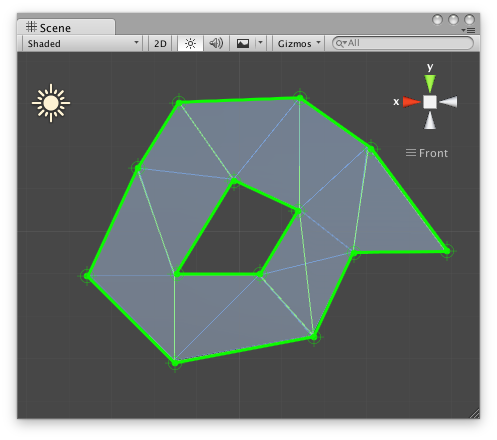 Scene
Shaded 2D Gizmos All
y
x
Front